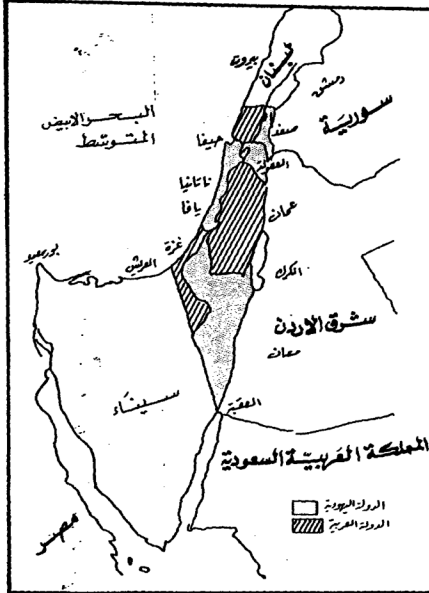 بيروت
لبنان
دمشق
سورية
صفد
البحر الابيض
المتوسط
حيفا
العفولة
ناتانيا
يافا
عمان
غزة
العريش
بورسعيد
الكرك
شرق الاردن
معان
سيناء
العقبة
المملكة العربية السعودية
مصر
الدولة اليهودية
الدولة العربية